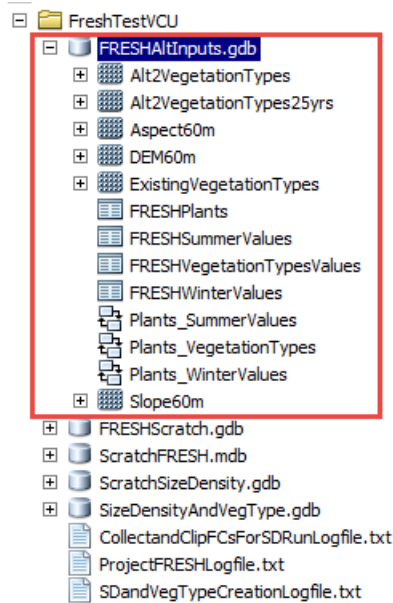 FreshTestVCU
FRESHAltInputs.gdb
Alt2VegetationTypes
Alt2VegetationTypes25yrs
Aspect60m
DEM60m
ExistingVegetationTypes
FRESHPlants
FRESHSummerValues
FRESHVegetationTypesValues
FRESHWinterValues
Plants_SummerValues
Plants_VegetationTypes
Plants_WinterValues
Slope60m
FRESHScratch.gdb
ScratchFRESH.mdb
ScratchSizeDensity.gdb
SizeDensityAndVegType.gdb
CollectandClipFCsForSDRunLogfile.txt
ProjectFRESHLogfile.txt
SDandVegTypeCreationLogfile.txt